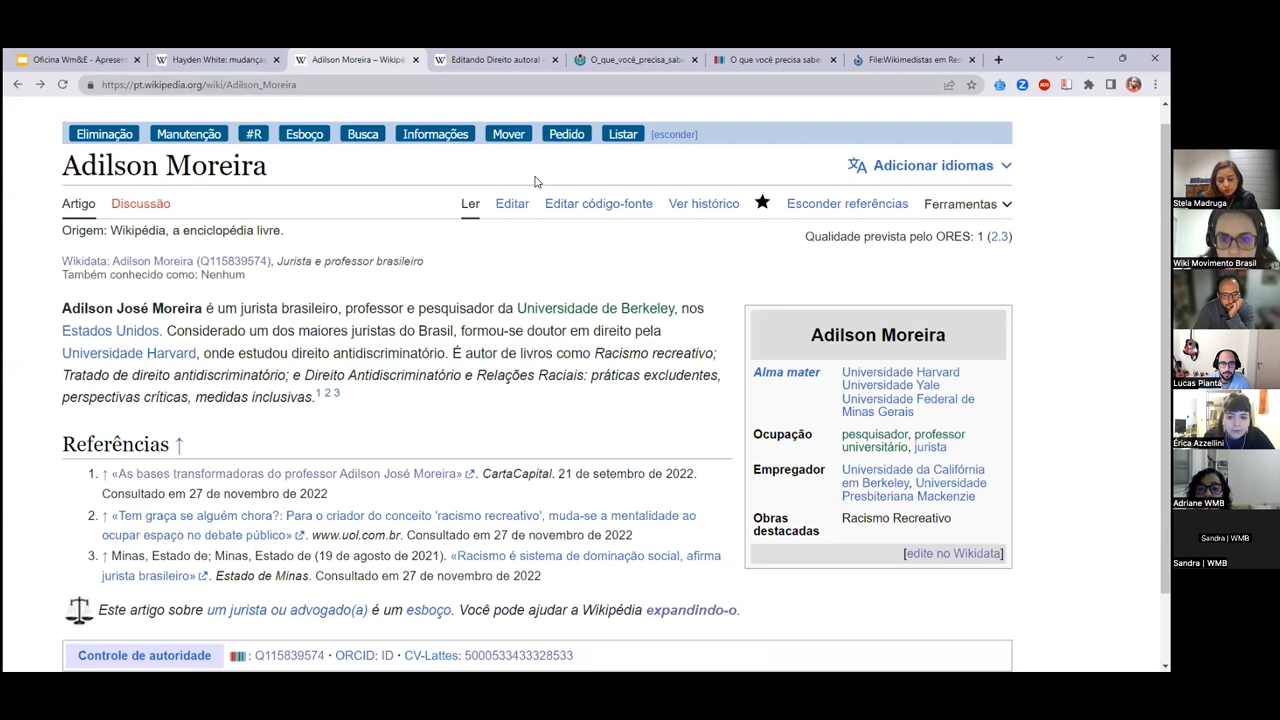 Oficina Wm&E - Apresen
Hayden White: mudança
Adilson Moreira – Wikipé
Editando Direito autoral -
O_que_você_precisa_sabe
O que você precisa saber
File:Wikimedistas em Res
https://pt.wikipedia.org/wiki/Adilson_Moreira
Eliminação Manutenção #R Esboço Busca Informações Mover Pedido Listar [esconder]
Adilson Moreira
Adicionar idiomas
Artigo Discussão Ler Editar Editar código-fonte Ver histórico Esconder referências Ferramentas
Origem: Wikipédia, a enciclopédia livre.
Qualidade prevista pelo ORES: 1 (2.3)
Wikidata: Adilson Moreira (Q115839574), Jurista e professor brasileiro
Também conhecido como: Nenhum
Adilson José Moreira é um jurista brasileiro, professor e pesquisador da Universidade de Berkeley, nos
Estados Unidos. Considerado um dos maiores juristas do Brasil, formou-se doutor em direito pela
Universidade Harvard, onde estudou direito antidiscriminatório. É autor de livros como Racismo recreativo;
Tratado de direito antidiscriminatório; e Direito Antidiscriminatório e Relações Raciais: práticas excludentes,
perspectivas críticas, medidas inclusivas.1 2 3
Adilson Moreira
Alma mater Universidade Harvard
Universidade Yale
Universidade Federal de
Minas Gerais
Ocupação pesquisador, professor
universitário, jurista
Empregador Universidade da Califórnia
em Berkeley, Universidade
Presbiteriana Mackenzie
Obras Racismo Recreativo
destacadas
[edite no Wikidata]
Referências ↑
1. ↑ «As bases transformadoras do professor Adilson José Moreira». CartaCapital. 21 de setembro de 2022.
Consultado em 27 de novembro de 2022
2. ↑ «Tem graça se alguém chora?: Para o criador do conceito 'racismo recreativo', muda-se a mentalidade ao
ocupar espaço no debate público». www.uol.com.br. Consultado em 27 de novembro de 2022
3. ↑ Minas, Estado de; Minas, Estado de (19 de agosto de 2021). «Racismo é sistema de dominação social, afirma
jurista brasileiro». Estado de Minas. Consultado em 27 de novembro de 2022
Este artigo sobre um jurista ou advogado(a) é um esboço. Você pode ajudar a Wikipédia expandindo-o.
Controle de autoridade : Q115839574 · ORCID: ID · CV-Lattes: 5000533433328533
Stela Madruga
Wiki Movimento Brasil
Lucas Piantá
Érica Azzellini
Adriane WMB
Sandra | WMB
Sandra | WMB